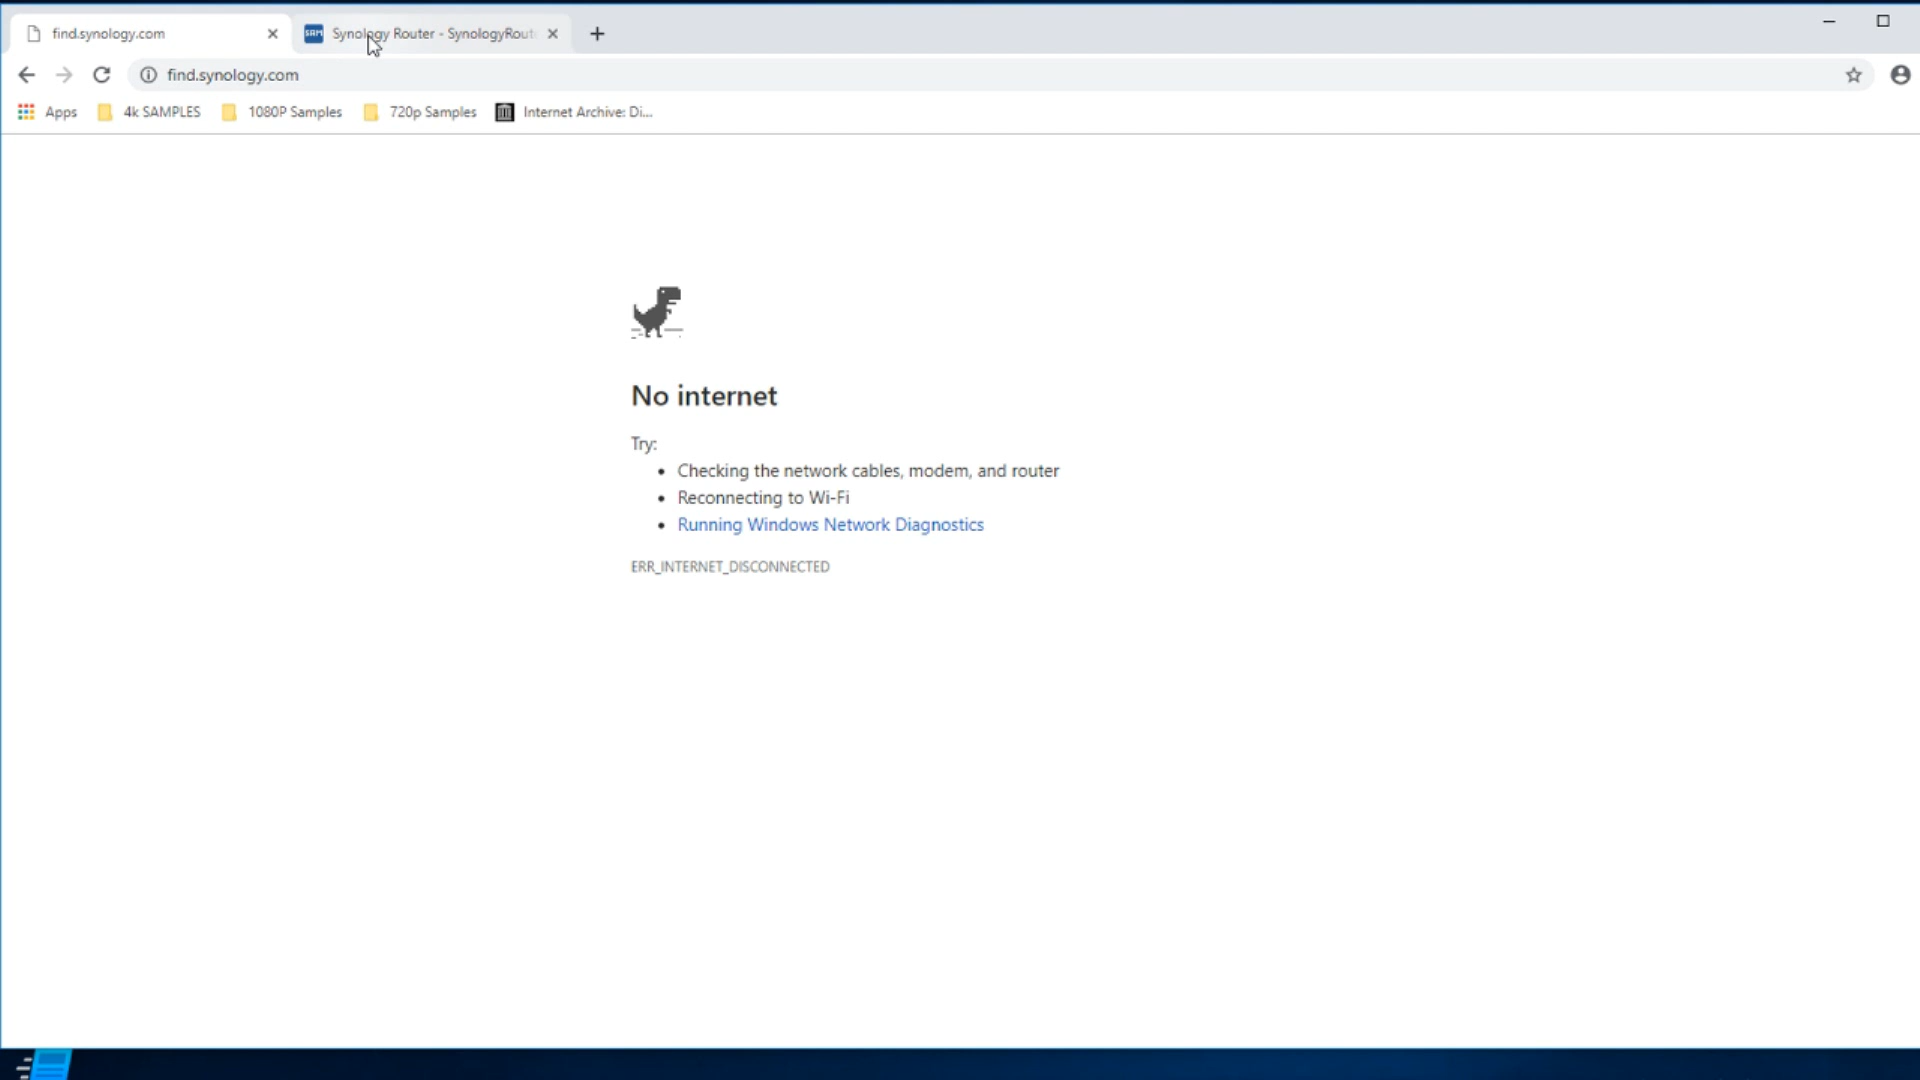 find.synology.com
SRM Synology Router - SynologyRout
find.synology.com
Apps 4k SAMPLES 1080P Samples 720p Samples Internet Archive: Di...
No internet
Try:
• Checking the network cables, modem, and router
• Reconnecting to Wi-Fi
• Running Windows Network Diagnostics
ERR_INTERNET_DISCONNECTED